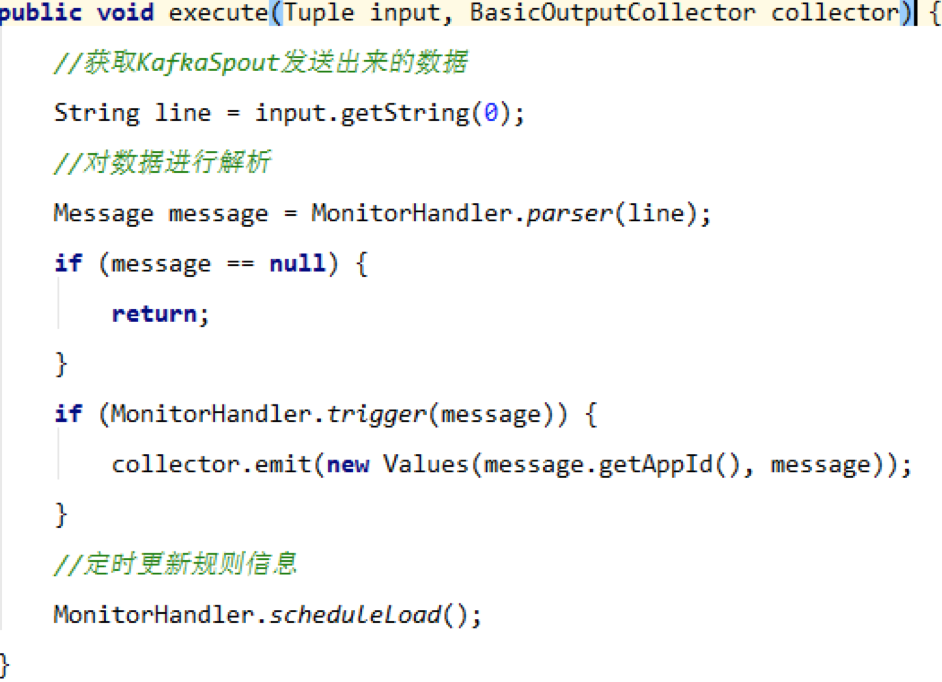 public void execute(Tuple input, BasicOutputCollector collector) {
//获取KafkaSpout发送出来的数据
String line = input.getString(0);
//对数据进行解析
Message message = MonitorHandler.parser(line);
if (message == null) {
return;
}
if (MonitorHandler.trigger(message)) {
collector.emit(new Values(message.getAppId(), message));
}
//定时更新规则信息
MonitorHandler.scheduleLoad();
}